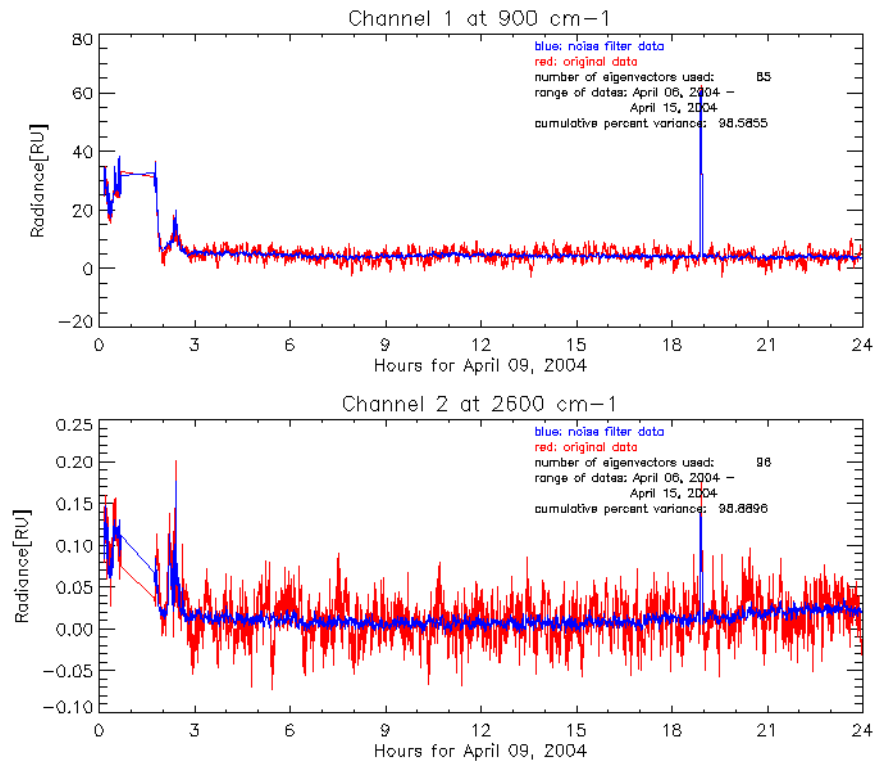 Channel 1 at 900 cm-1
80
60
40
20
0
-20
Radiance[RU]
blue: noise filter data
red: original data
number of eigenvectors used: 85
range of dates: April 06, 2004 -
April 15, 2004
cumulative percent variance: 98.5855
0 3 6 9 12 15 18 21 24
Hours for April 09, 2004
Channel 2 at 2600 cm-1
0.25
0.20
0.15
0.10
0.05
0.00
-0.05
-0.10
Radiance[RU]
blue: noise filter data
red: original data
number of eigenvectors used: 96
range of dates: April 06, 2004 -
April 15, 2004
cumulative percent variance: 98.8896
0 3 6 9 12 15 18 21 24
Hours for April 09, 2004